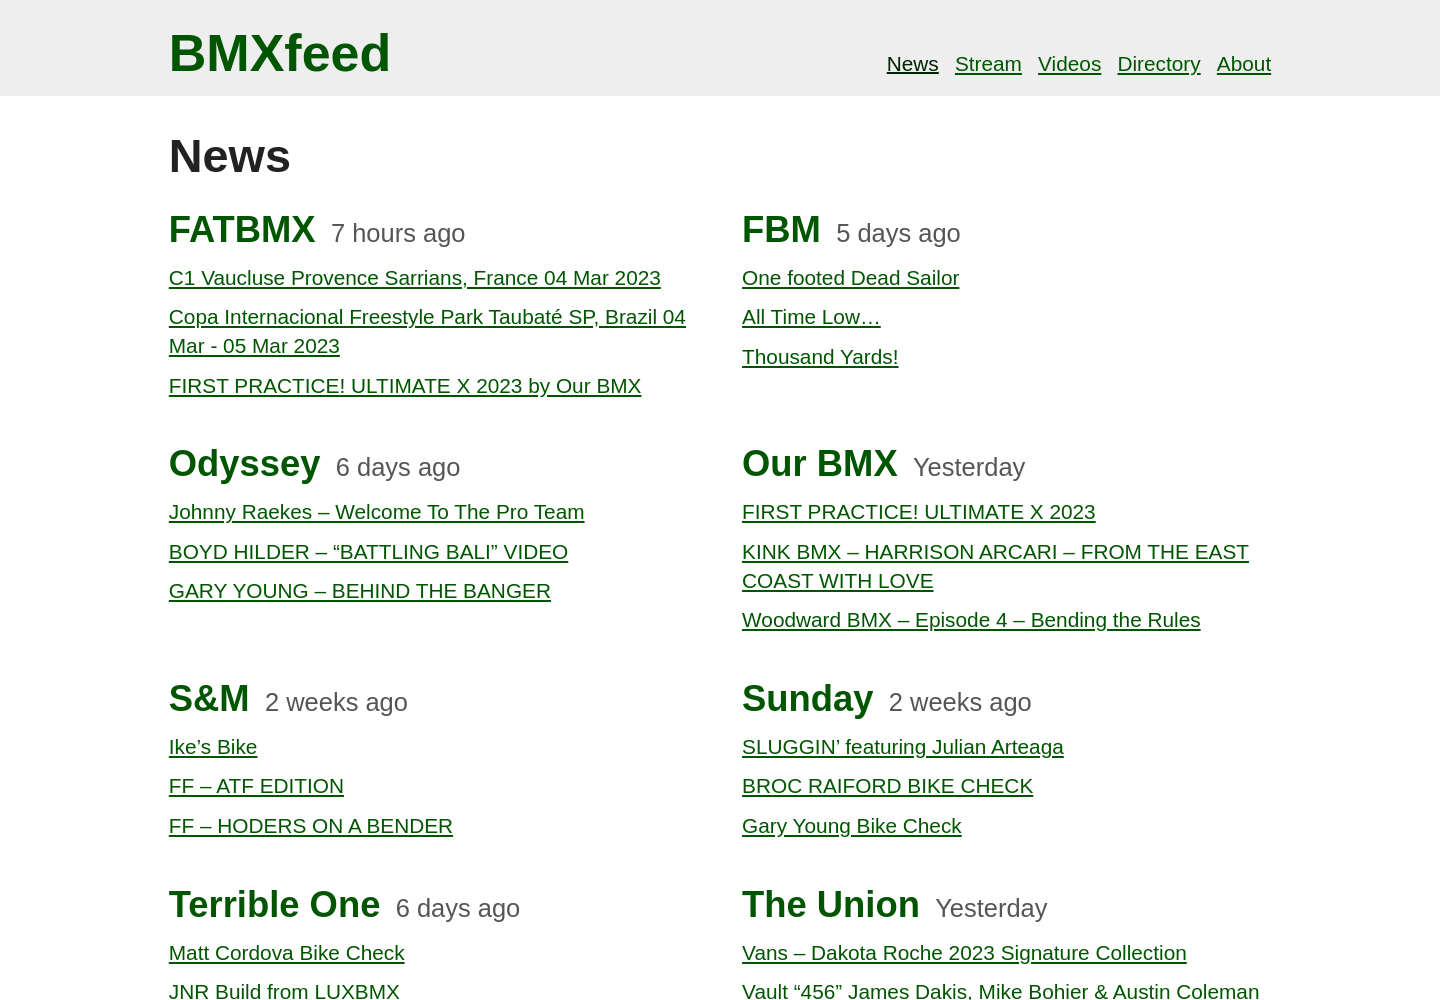 BMXfeed
News Stream Videos Directory About
News
FATBMX 7 hours ago
C1 Vaucluse Provence Sarrians, France 04 Mar 2023
Copa Internacional Freestyle Park Taubaté SP, Brazil 04
Mar - 05 Mar 2023
FIRST PRACTICE! ULTIMATE X 2023 by Our BMX
FBM 5 days ago
One footed Dead Sailor
All Time Low…
Thousand Yards!
Odyssey 6 days ago
Johnny Raekes – Welcome To The Pro Team
BOYD HILDER – “BATTLING BALI” VIDEO
GARY YOUNG – BEHIND THE BANGER
Our BMX Yesterday
FIRST PRACTICE! ULTIMATE X 2023
KINK BMX – HARRISON ARCARI – FROM THE EAST
COAST WITH LOVE
Woodward BMX – Episode 4 – Bending the Rules
S&M 2 weeks ago
Ike’s Bike
FF – ATF EDITION
FF – HODERS ON A BENDER
Sunday 2 weeks ago
SLUGGIN’ featuring Julian Arteaga
BROC RAIFORD BIKE CHECK
Gary Young Bike Check
Terrible One 6 days ago
Matt Cordova Bike Check
JNR Build from LUXBMX
The Union Yesterday
Vans – Dakota Roche 2023 Signature Collection
Vault “456” James Dakis, Mike Bohier & Austin Coleman